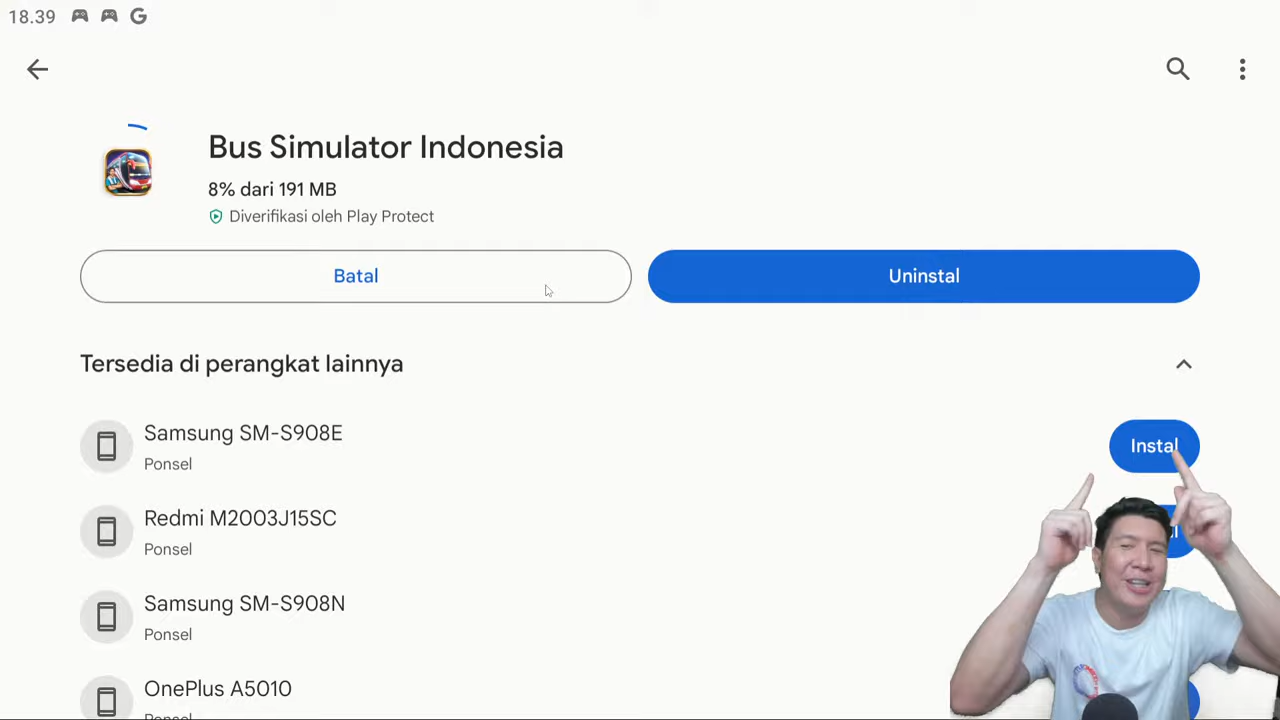 18.39
Bus Simulator Indonesia
8% dari 191 MB
Diverifikasi oleh Play Protect
Batal
Uninstal
Tersedia di perangkat lainnya
Samsung SM-S908E
Ponsel
Instal
Redmi M2003J15SC
Ponsel
Samsung SM-S908N
Ponsel
OnePlus A5010
Ponsel